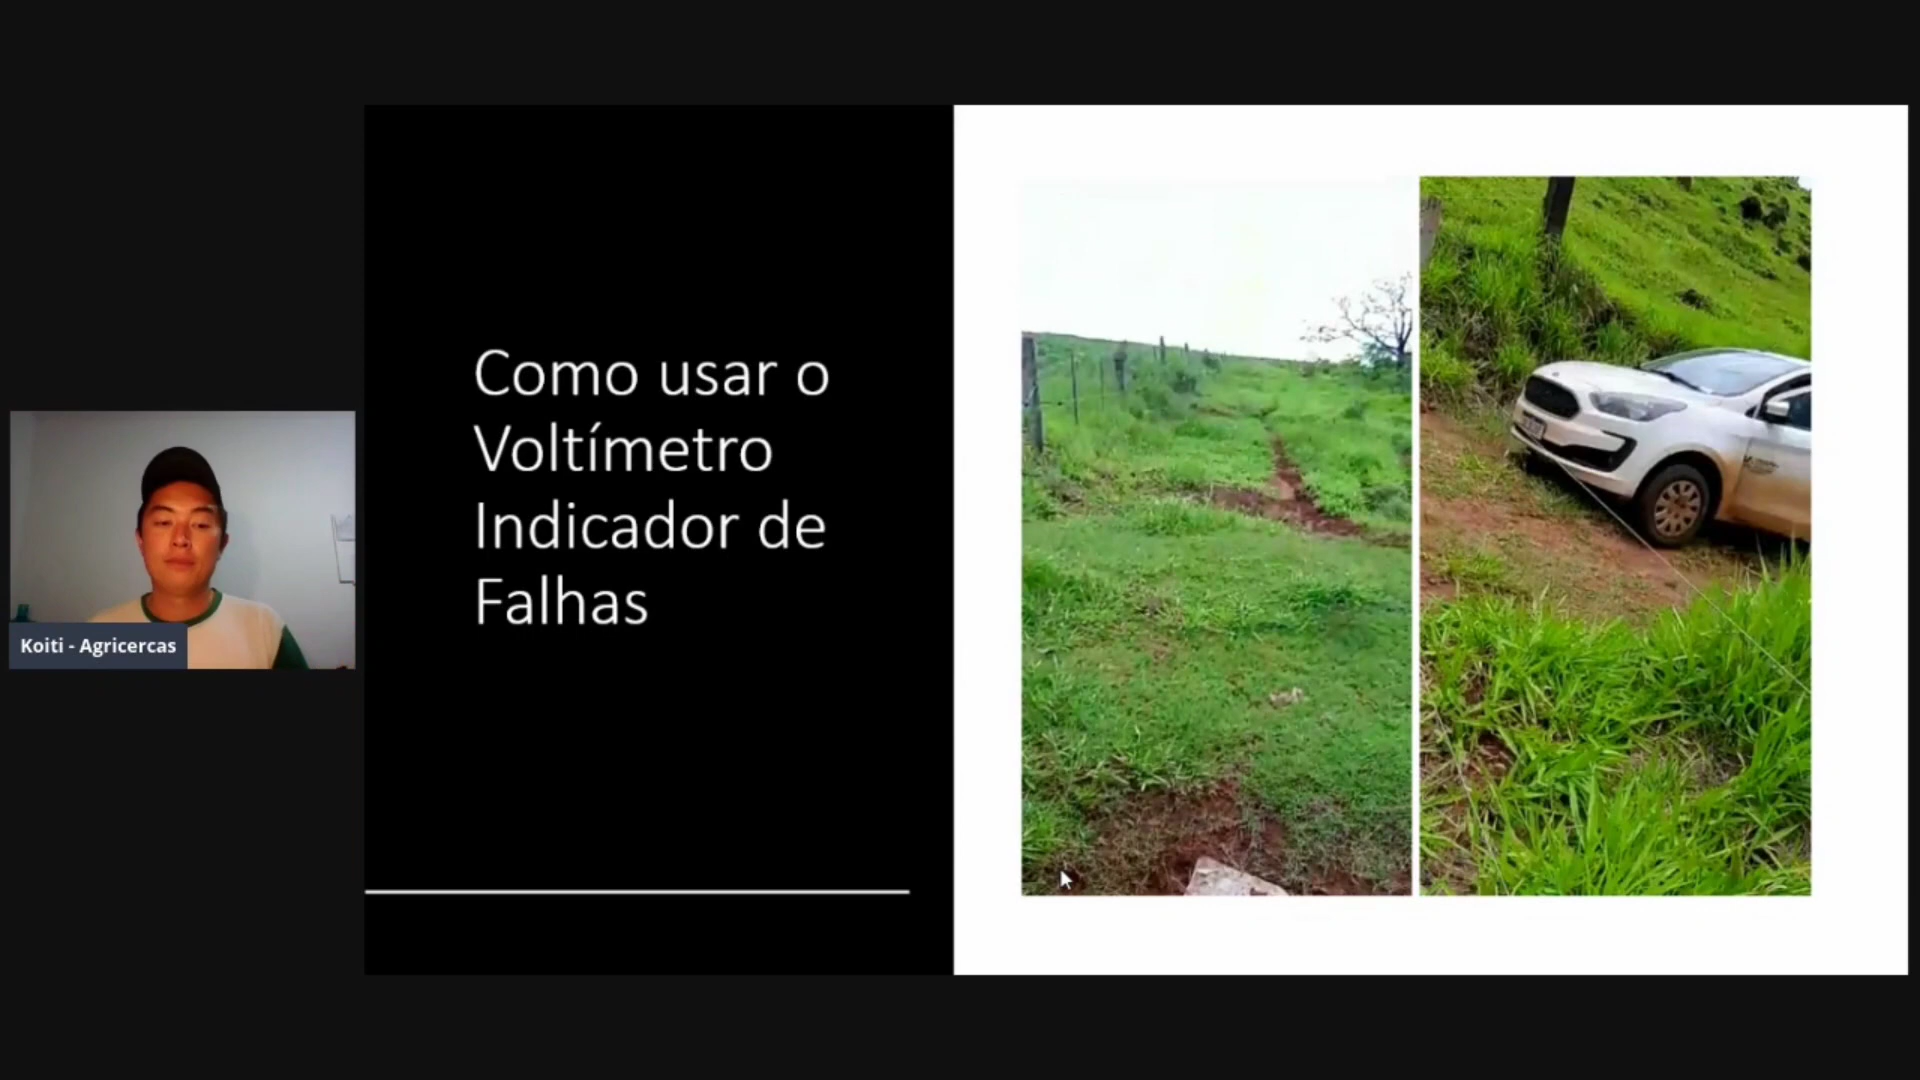 Como usar o
Voltímetro
Indicador de
Falhas
Koiti - Agricercas